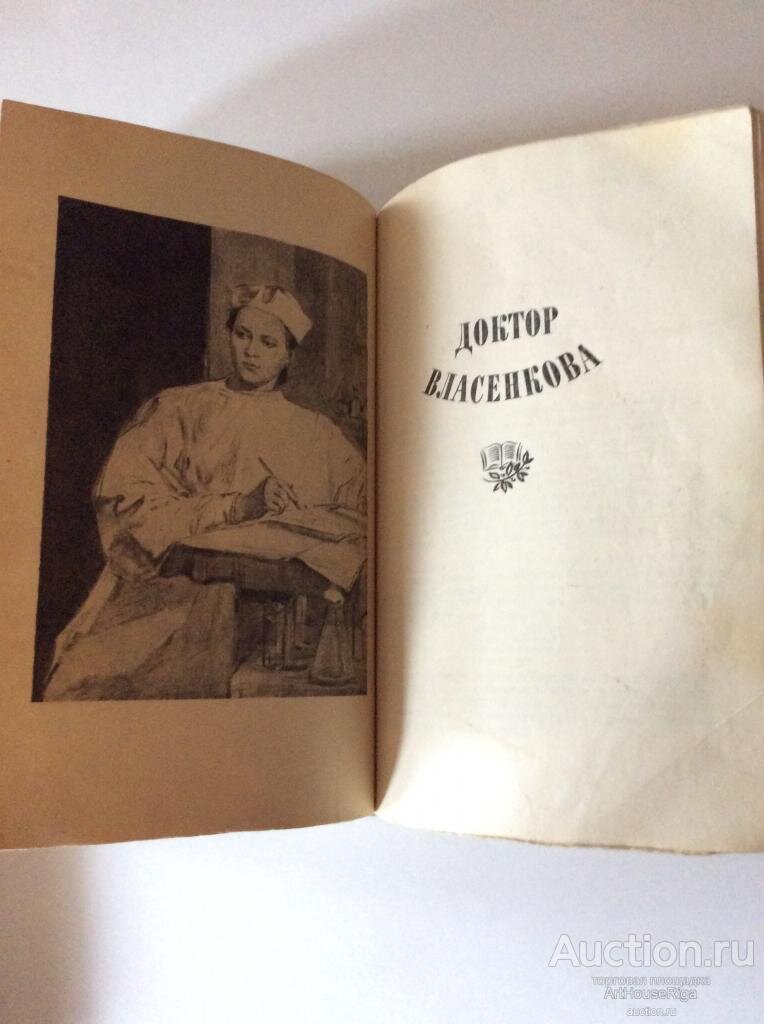 ДОКТОР
ВЛАСЕНКОВА
Auction.ru
торговая площадка
ArtHouseRiga
auction.ru